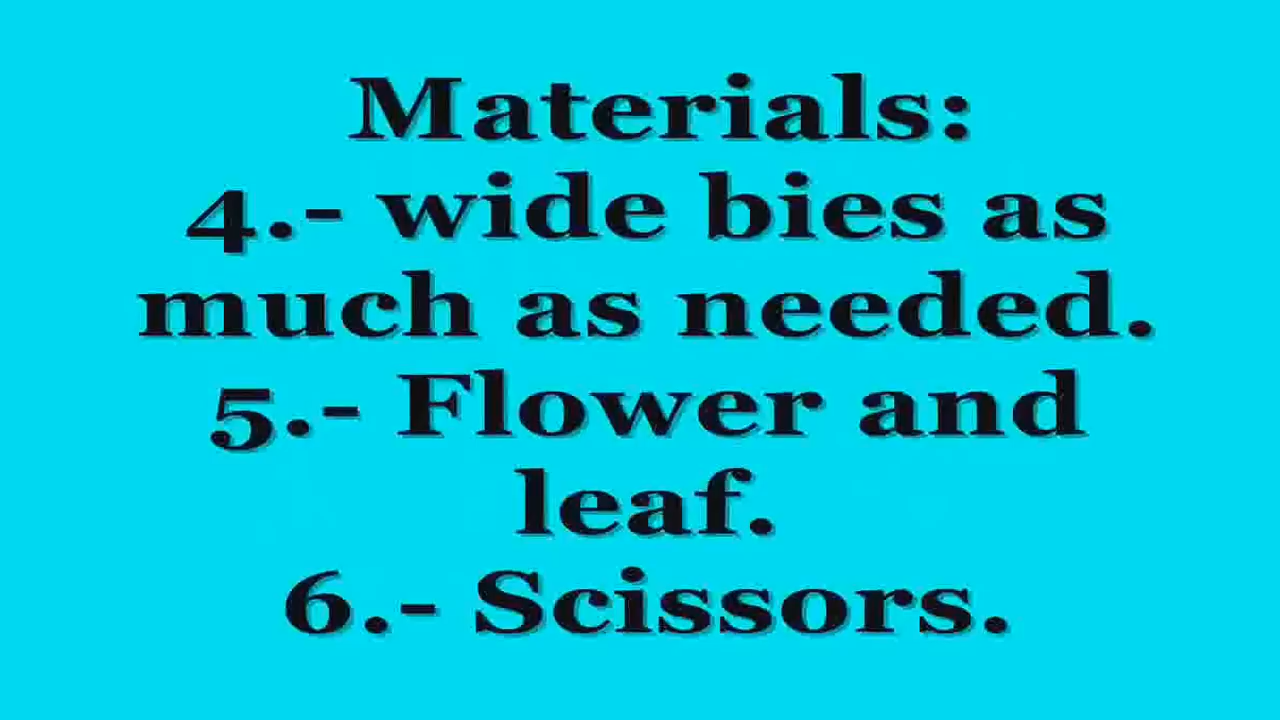 Materials:
4.- wide bies as
much as needed.
5.- Flower and
leaf.
6.- Scissors.